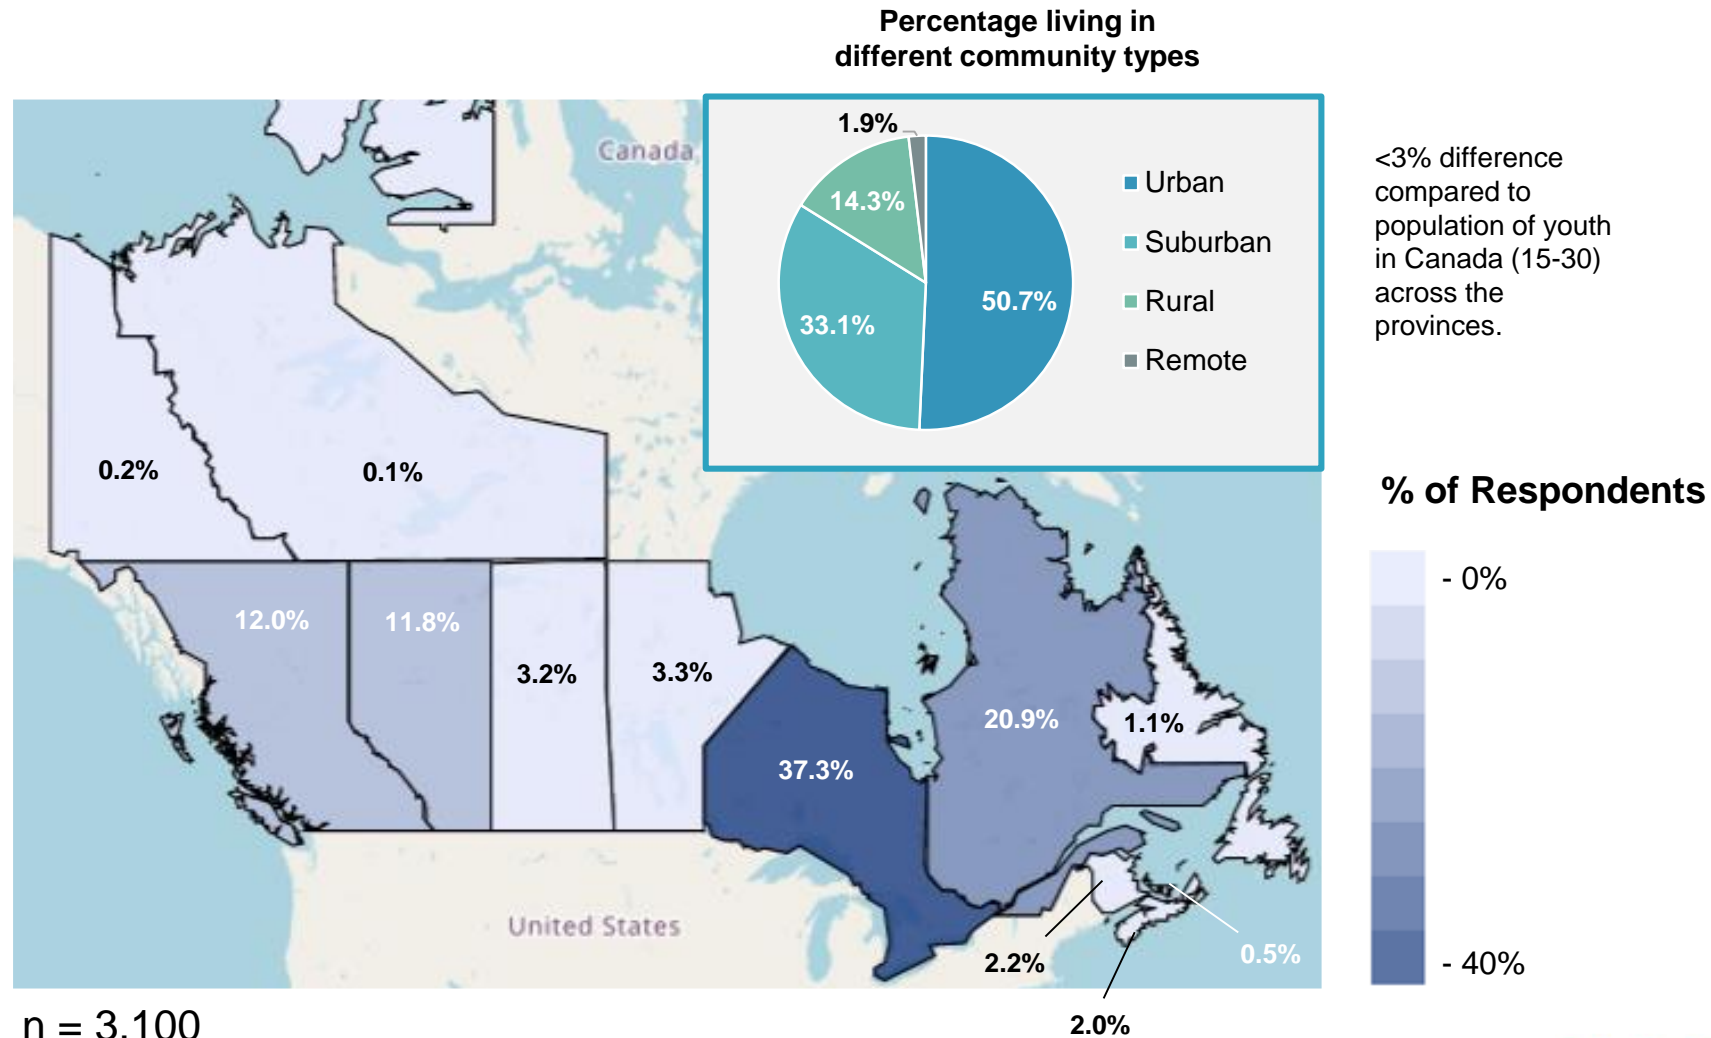 Percentage living in
different community types
Canada
1.9%
14.3%
33.1%
50.7%
Urban
Suburban
Rural
Remote
<3% difference
compared to
population of youth
in Canada (15-30)
across the
provinces.
0.2%
0.1%
% of Respondents
- 0%
- 40%
12.0%
11.8%
3.2%
3.3%
37.3%
20.9%
1.1%
United States
2.2%
0.5%
2.0%
n = 3,100